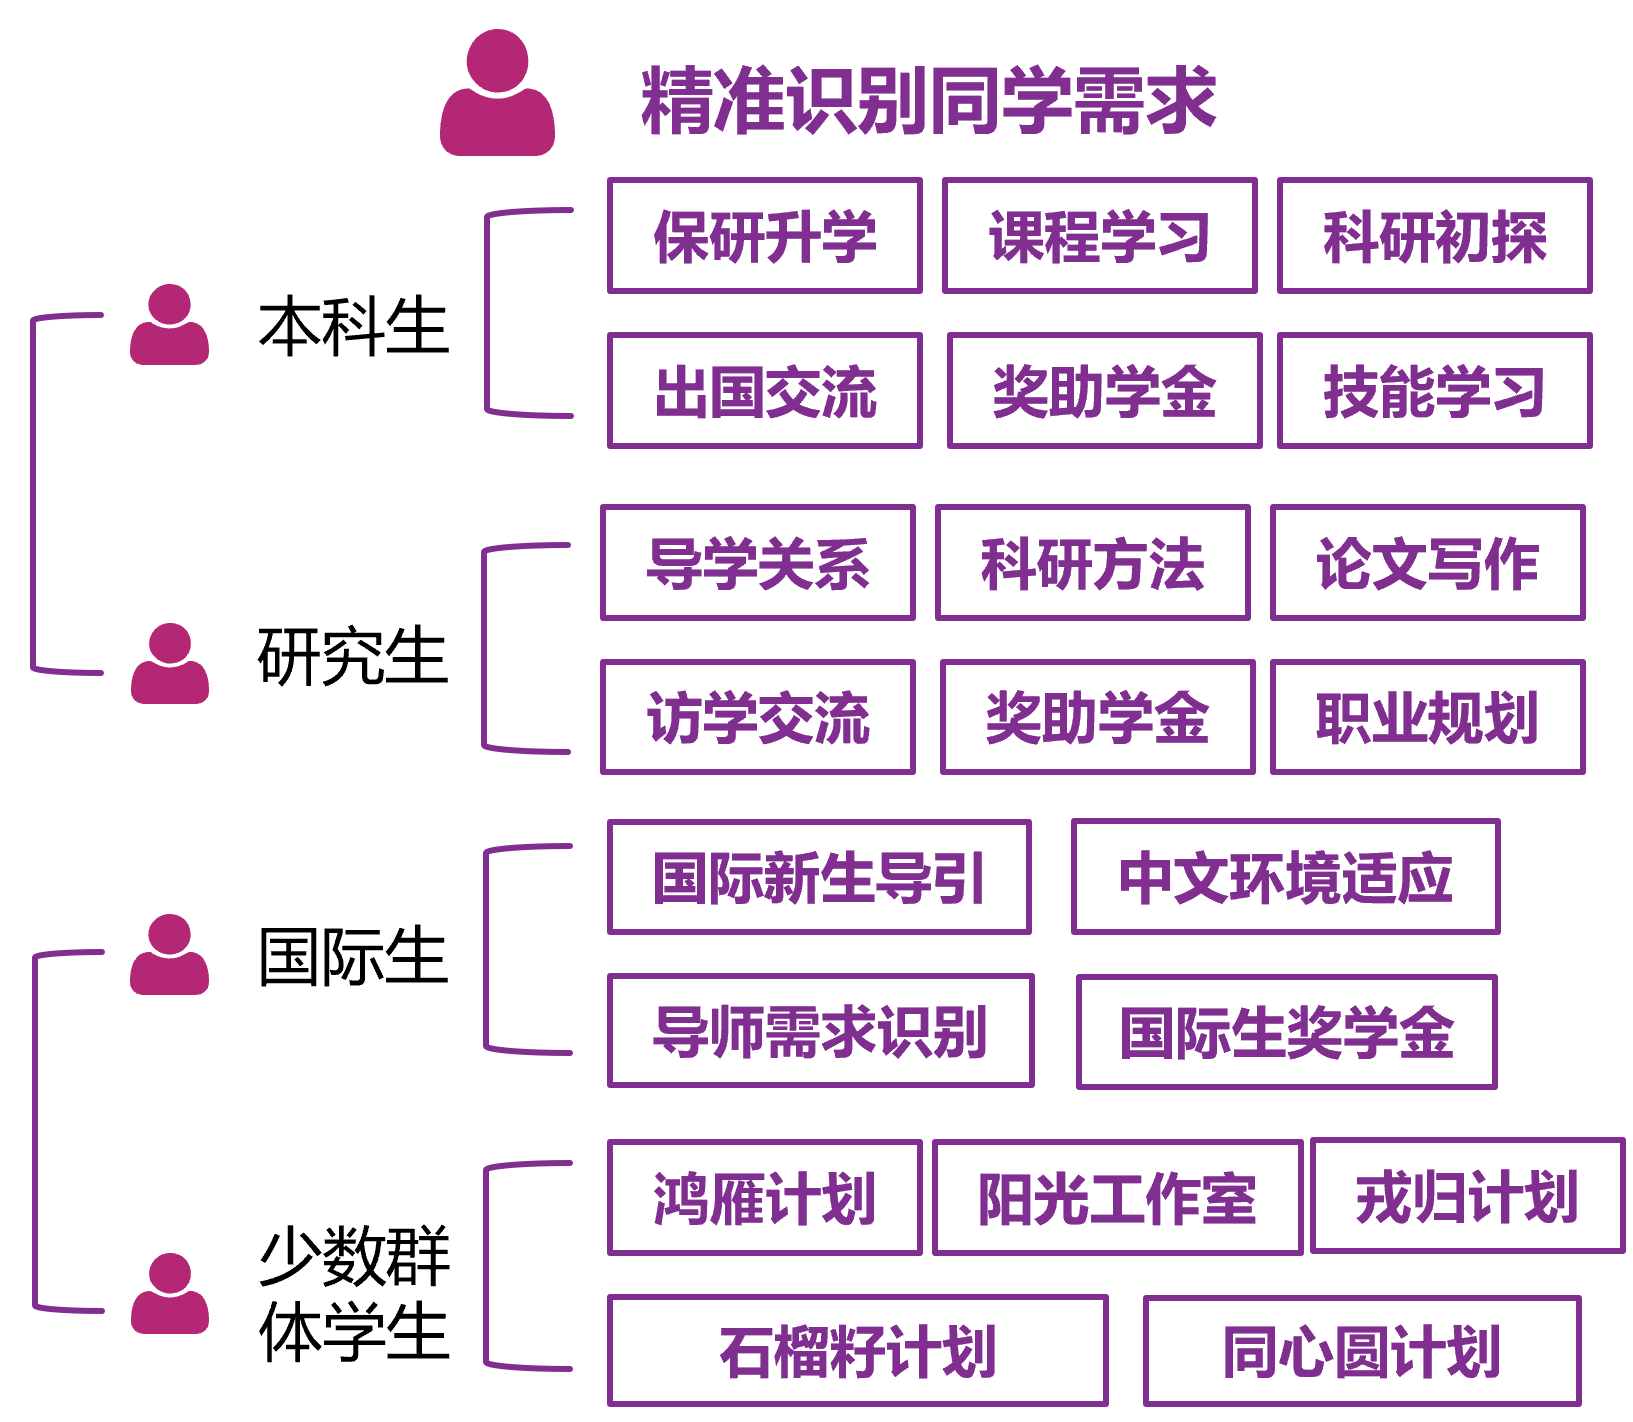 精准识别同学需求
本科生
保研升学
课程学习
科研初探
出国交流
奖助学金
技能学习
研究生
导学关系
科研方法
论文写作
访学交流
奖助学金
职业规划
国际生
国际新生导引
中文环境适应
导师需求识别
国际生奖学金
少数群
体学生
鸿雁计划
阳光工作室
戎归计划
石榴籽计划
同心圆计划